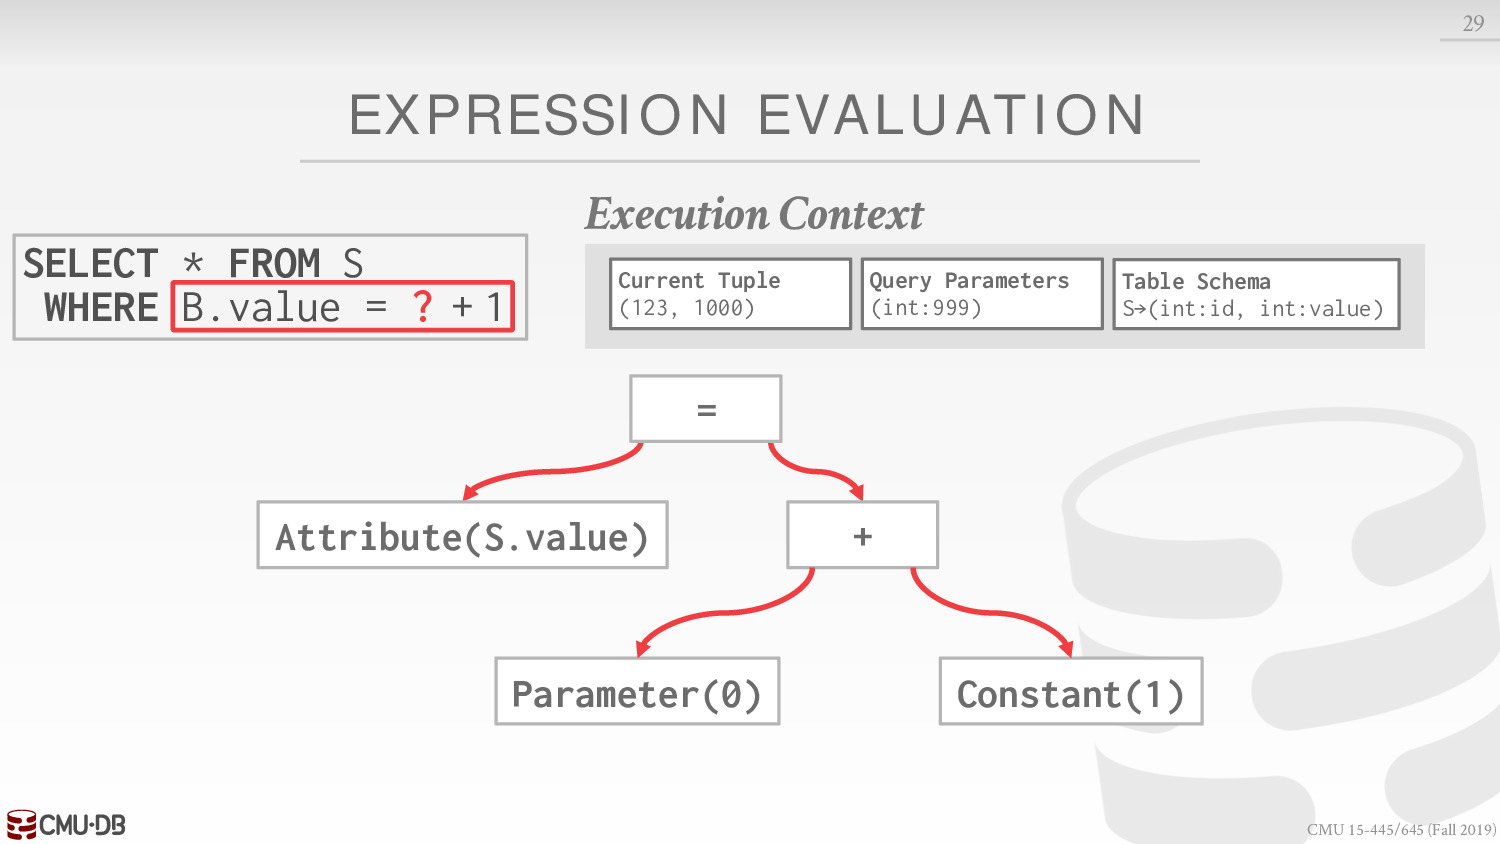 29
EXPRESSION EVALUATION
SELECT * FROM S
WHERE B.value = ? + 1
Execution Context
Current Tuple
(123, 1000)
Query Parameters
(int:999)
Table Schema
S→(int:id, int:value)
=
Attribute(S.value)
+
Parameter(0)
Constant(1)
CMU·DB
CMU 15-445/645 (Fall 2019)